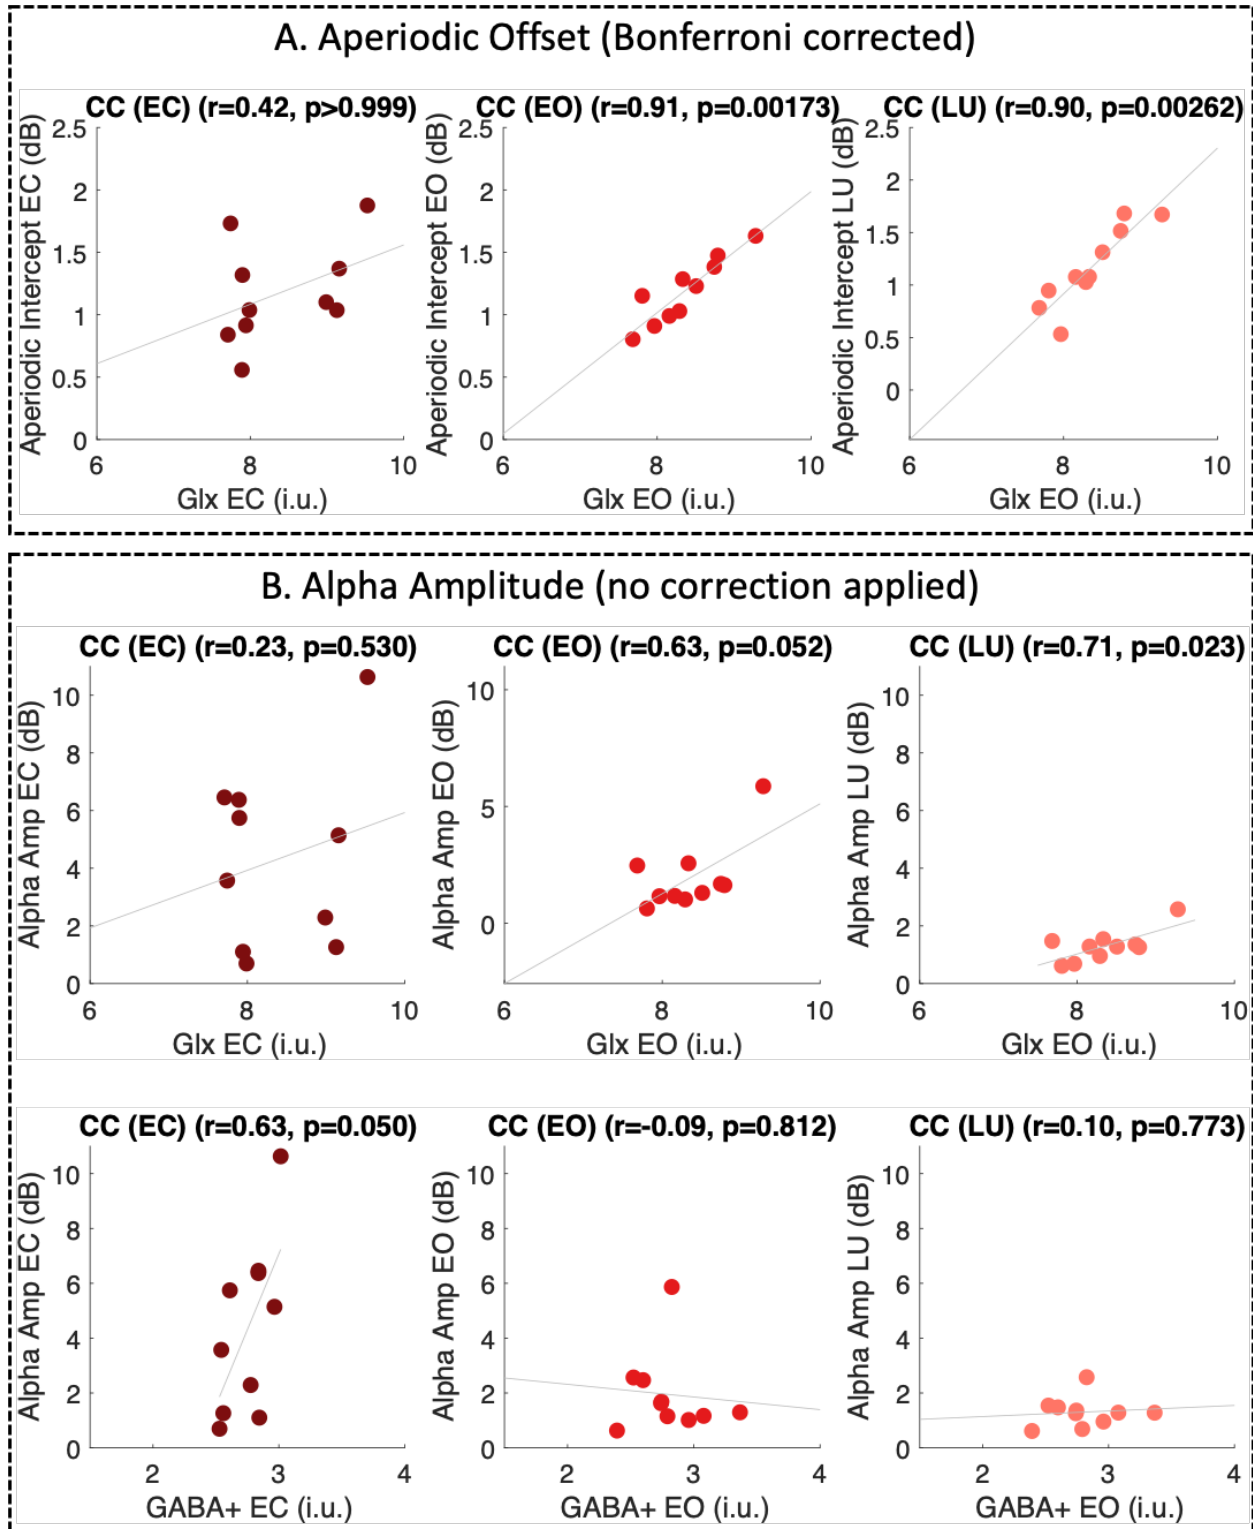 A. Aperiodic Offset (Bonferroni corrected)
CC (EC) (r=0.42, p>0.999)
Aperiodic Intercept EC (dB)
2.5
2
1.5
1
0.5
0
6
8
10
Glx EC (i.u.)
CC (EO) (r=0.91, p=0.00173)
Aperiodic Intercept EO (dB)
2.5
2
1.5
1
0.5
0
6
8
10
Glx EO (i.u.)
CC (LU) (r=0.90, p=0.00262)
Aperiodic Intercept LU (dB)
2.5
2
1.5
1
0.5
0
6
8
10
Glx EO (i.u.)
B. Alpha Amplitude (no correction applied)
CC (EC) (r=0.23, p=0.530)
Alpha Amp EC (dB)
10
8
6
4
2
0
6
8
10
Glx EC (i.u.)
CC (EO) (r=0.63, p=0.052)
Alpha Amp EO (dB)
10
5
0
6
8
10
Glx EO (i.u.)
CC (LU) (r=0.71, p=0.023)
Alpha Amp LU (dB)
10
8
6
4
2
0
6
8
10
Glx EO (i.u.)
CC (EC) (r=0.63, p=0.050)
Alpha Amp EC (dB)
10
8
6
4
2
0
2
3
4
GABA+ EC (i.u.)
CC (EO) (r=-0.09, p=0.812)
Alpha Amp EO (dB)
10
8
6
4
2
0
2
3
4
GABA+ EO (i.u.)
CC (LU) (r=0.10, p=0.773)
Alpha Amp LU (dB)
10
8
6
4
2
0
2
3
4
GABA+ EO (i.u.)